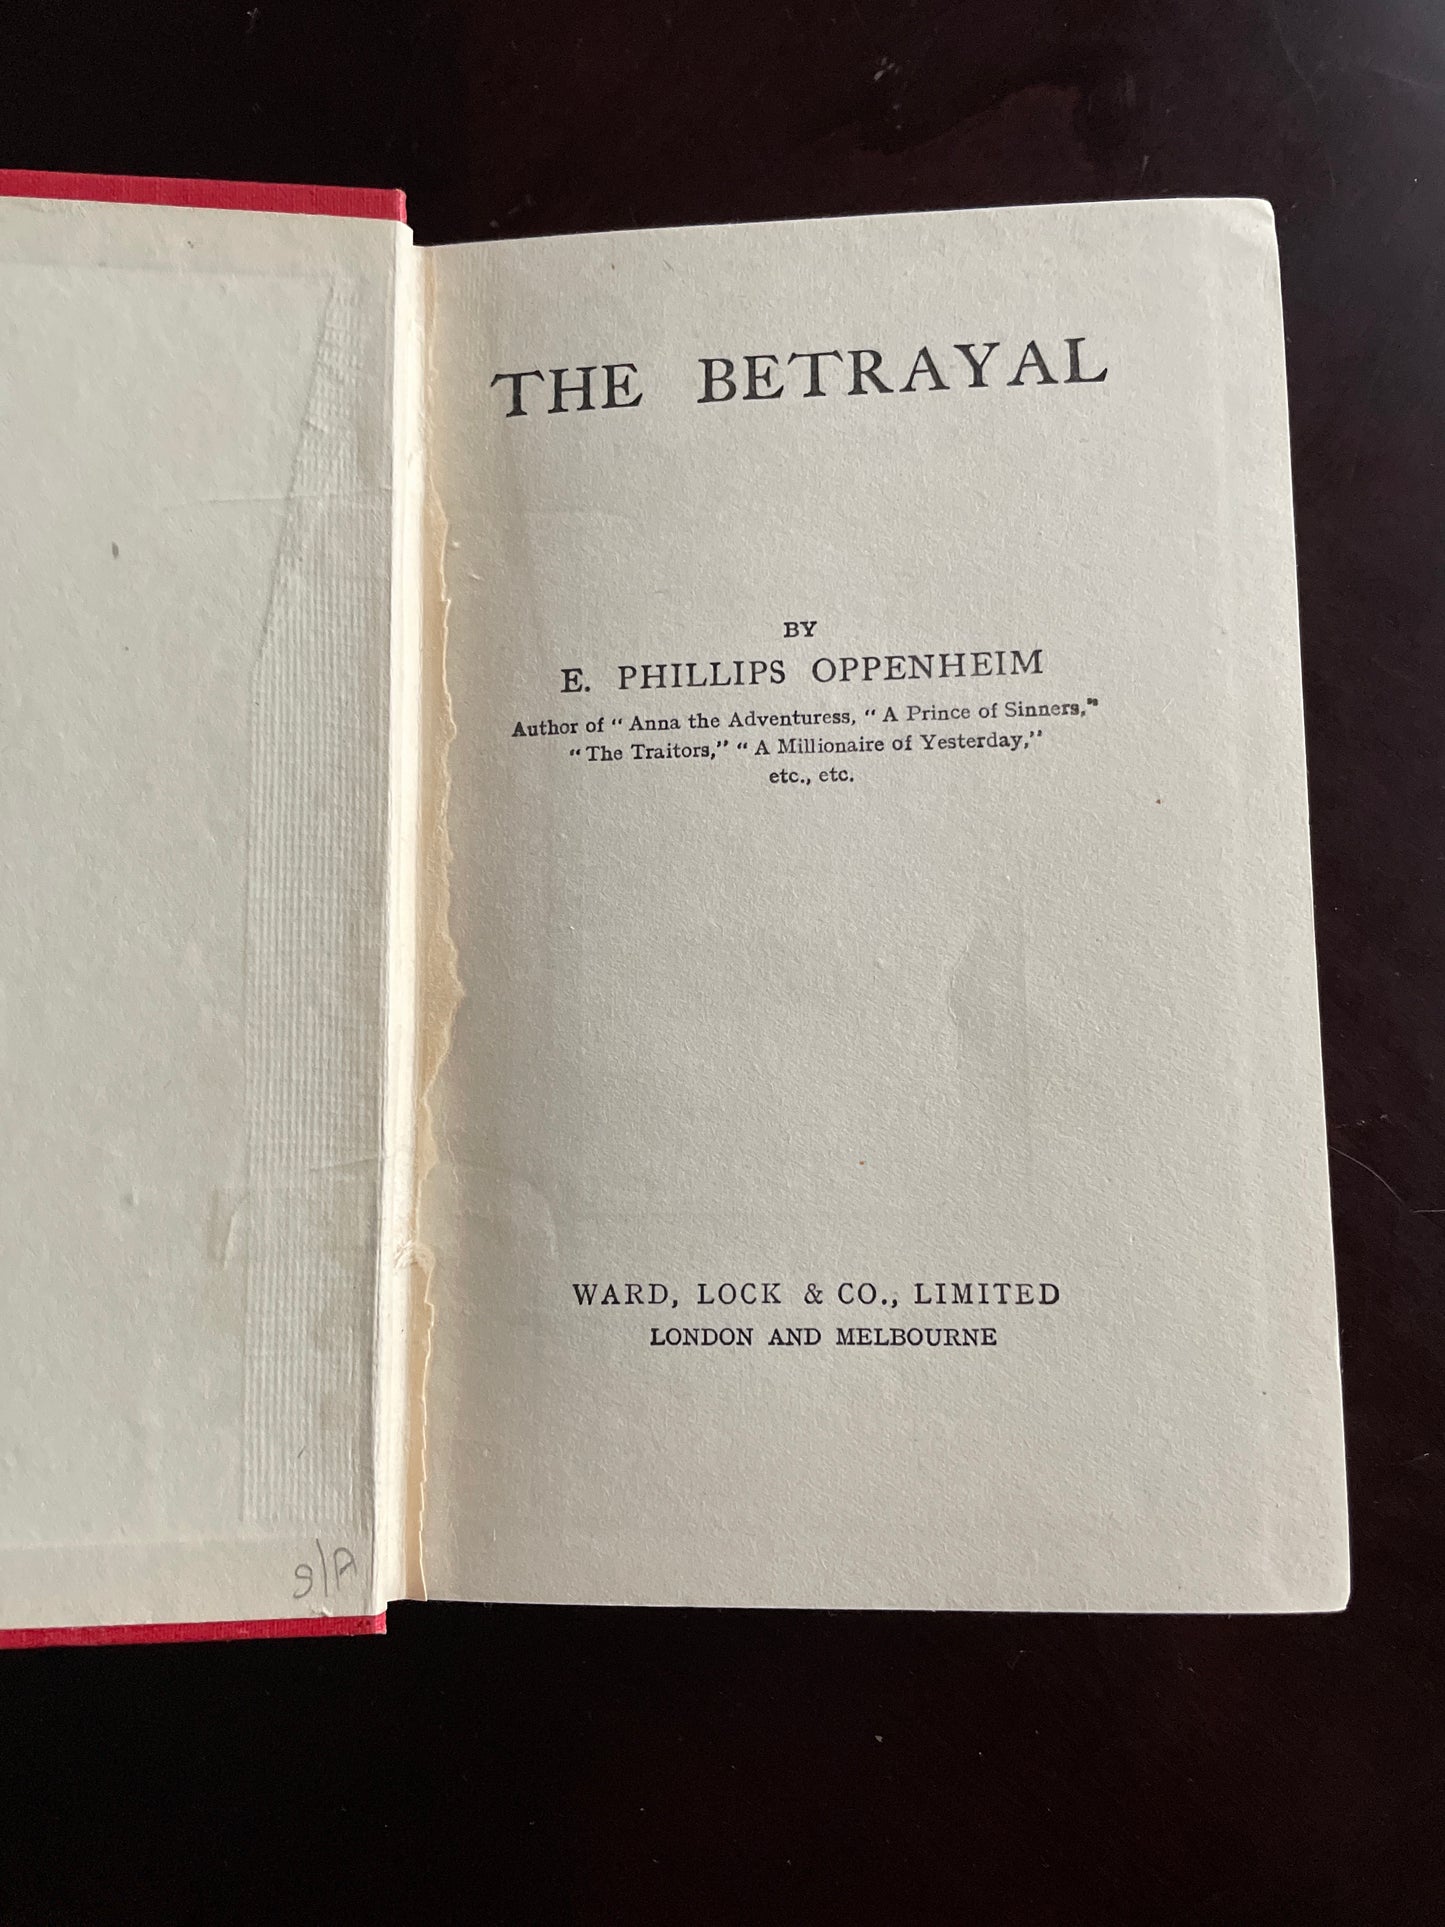 THE BETRAYAL
BY
E. PHILLIPS OPPENHEIM
Author of “ Anna the Adventuress, “ A Prince of Sinners,”
“ The Traitors,” “ A Millionaire of Yesterday,”
etc., etc.
WARD, LOCK & CO., LIMITED
LONDON AND MELBOURNE